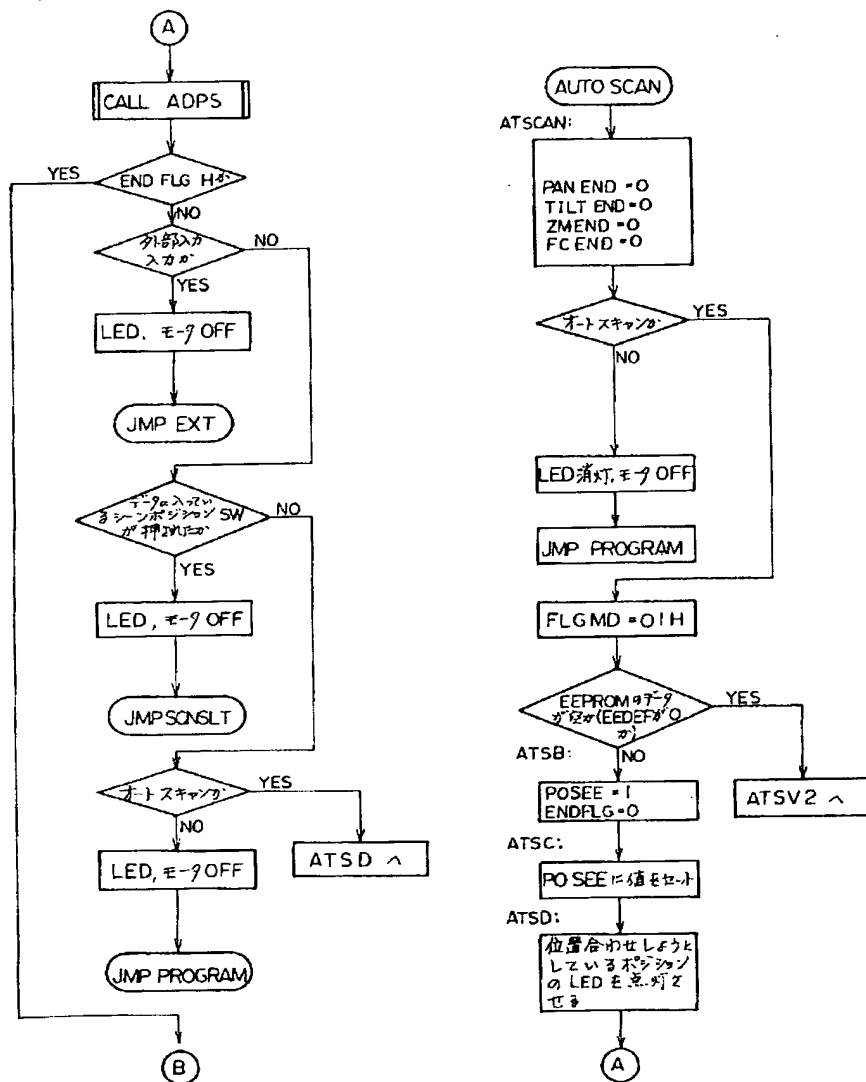 A
CALL ADPS
END FLG Hか
YES
NO
外部入力
入力か
NO
YES
LED, モータOFF
JMP EXT
データの入ってい
るシーンポジションSW
が押されたか
NO
YES
LED, モータOFF
JMP SCNSLT
オートスキャンか
YES
NO
ATSD へ
LED, モータOFF
JMP PROGRAM
B
AUTO SCAN
ATSCAN:
PAN END =0
TILT END=0
ZMEND =0
FC END =0
オートスキャンか
YES
NO
LED消灯,モータOFF
JMP PROGRAM
FLGMD =01H
EEPROMのデータ
が空か(EEDEFが0
か)
YES
NO
ATSV2 へ
ATSB:
POSEE =1
ENDFLG=0
ATSC:
POSEEに値をセット
ATSD:
位置合わせしようと
しているポジション
のLEDを点灯さ
せる
A